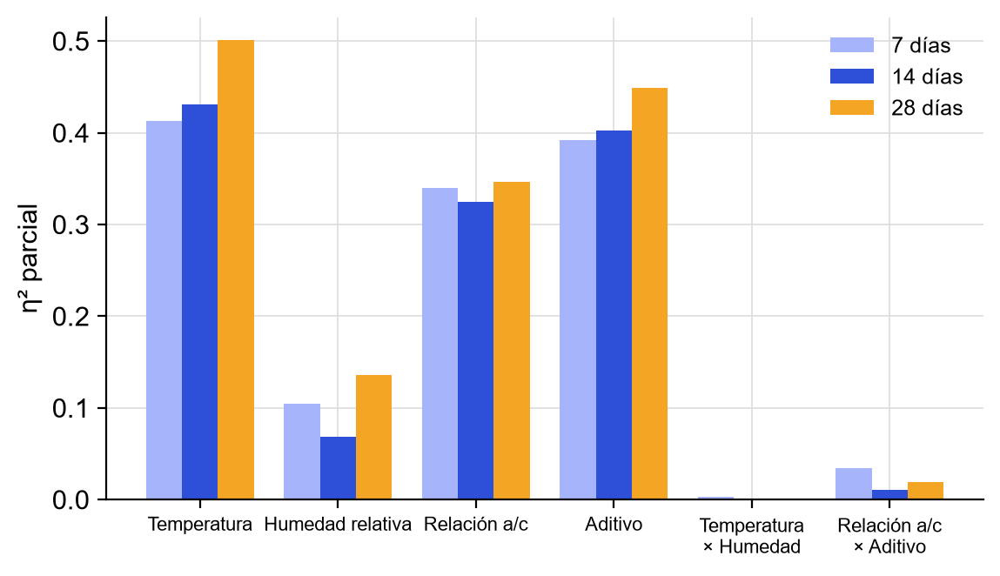 η² parcial
0.5
0.4
0.3
0.2
0.1
0.0
7 días
14 días
28 días
Temperatura
Humedad relativa
Relación a/c
Aditivo
Temperatura
× Humedad
Relación a/c
× Aditivo